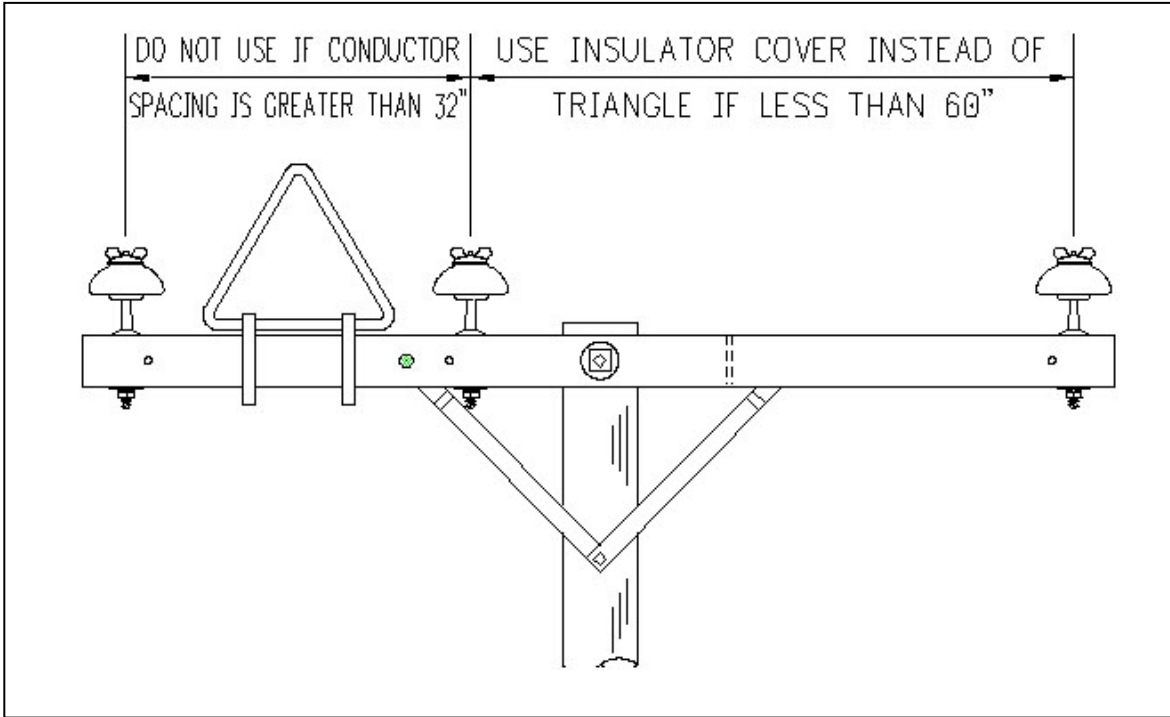 DO NOT USE IF CONDUCTOR
SPACING IS GREATER THAN 32"
USE INSULATOR COVER INSTEAD OF
TRIANGLE IF LESS THAN 60"